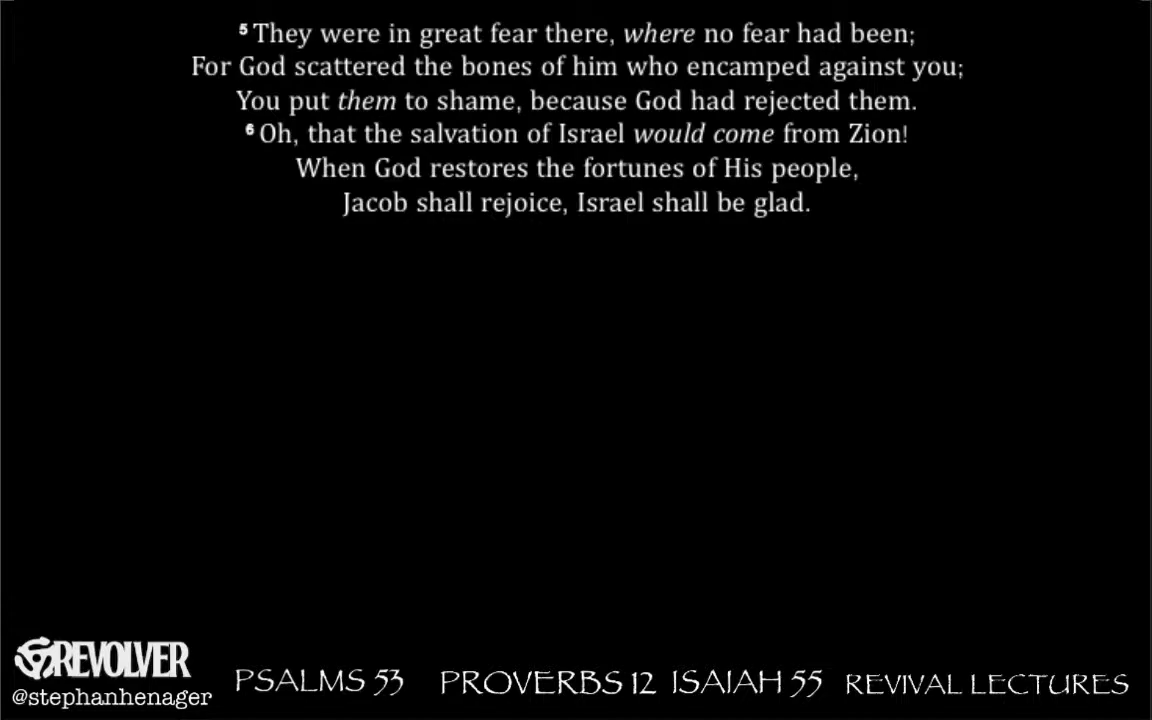 5 They were in great fear there, where no fear had been;
For God scattered the bones of him who encamped against you;
You put them to shame, because God had rejected them.
6 Oh, that the salvation of Israel would come from Zion!
When God restores the fortunes of His people,
Jacob shall rejoice, Israel shall be glad.
REVOLVER
@stephanhenager
PSALMS 53 PROVERBS 12 ISAIAH 55 REVIVAL LECTURES